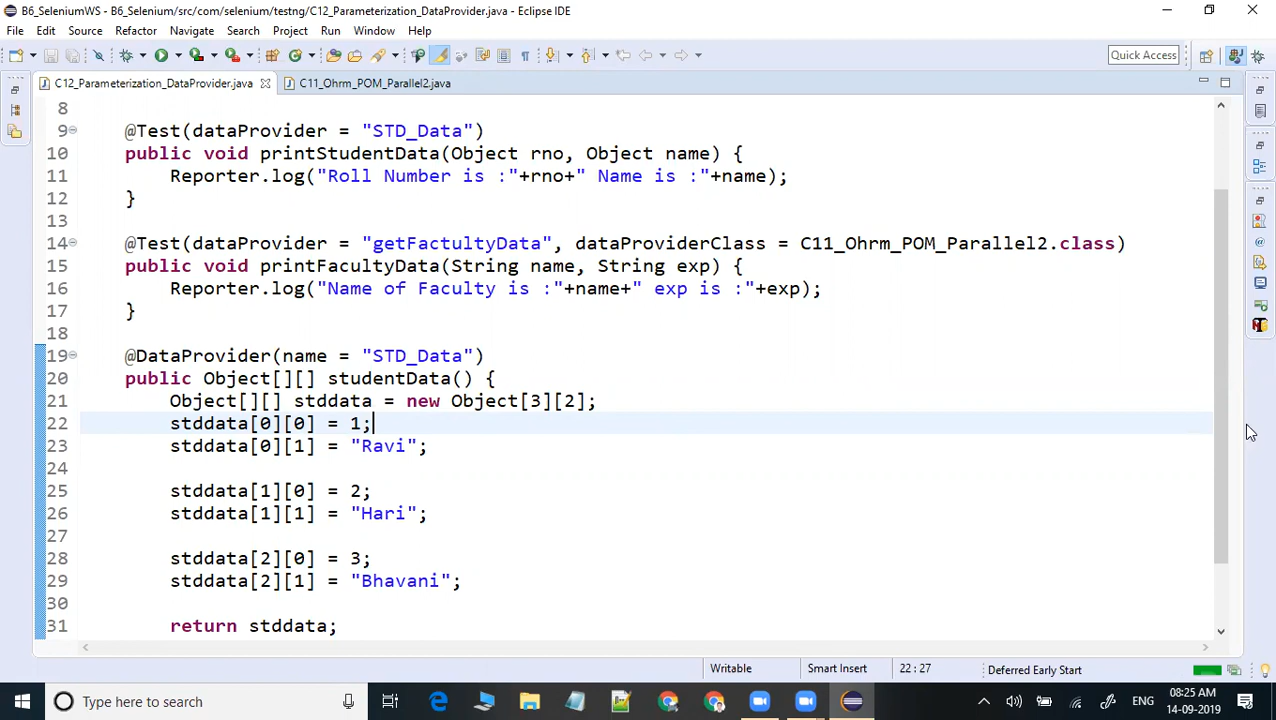 B6_SeleniumWS - B6_Selenium/src/com/selenium/testng/C12_Parameterization_DataProvider.java - Eclipse IDE
File Edit Source Refactor Navigate Search Project Run Window Help
Quick Access
C12_Parameterization_DataProvider.java C11_Ohrm_POM_Parallel2.java
8
9 @Test(dataProvider = "STD_Data")
10 public void printStudentData(Object rno, Object name) {
11 Reporter.log("Roll Number is :"+rno+" Name is :"+name);
12 }
13
14 @Test(dataProvider = "getFactultyData", dataProviderClass = C11_Ohrm_POM_Parallel2.class)
15 public void printFacultyData(String name, String exp) {
16 Reporter.log("Name of Faculty is :"+name+" exp is :"+exp);
17 }
18
19 @DataProvider(name = "STD_Data")
20 public Object[][] studentData() {
21 Object[][] stddata = new Object[3][2];
22 stddata[0][0] = 1;
23 stddata[0][1] = "Ravi";
24
25 stddata[1][0] = 2;
26 stddata[1][1] = "Hari";
27
28 stddata[2][0] = 3;
29 stddata[2][1] = "Bhavani";
30
31 return stddata;
Writable Smart Insert 22 : 27 Deferred Early Start
Type here to search
ENG
08:25 AM
14-09-2019